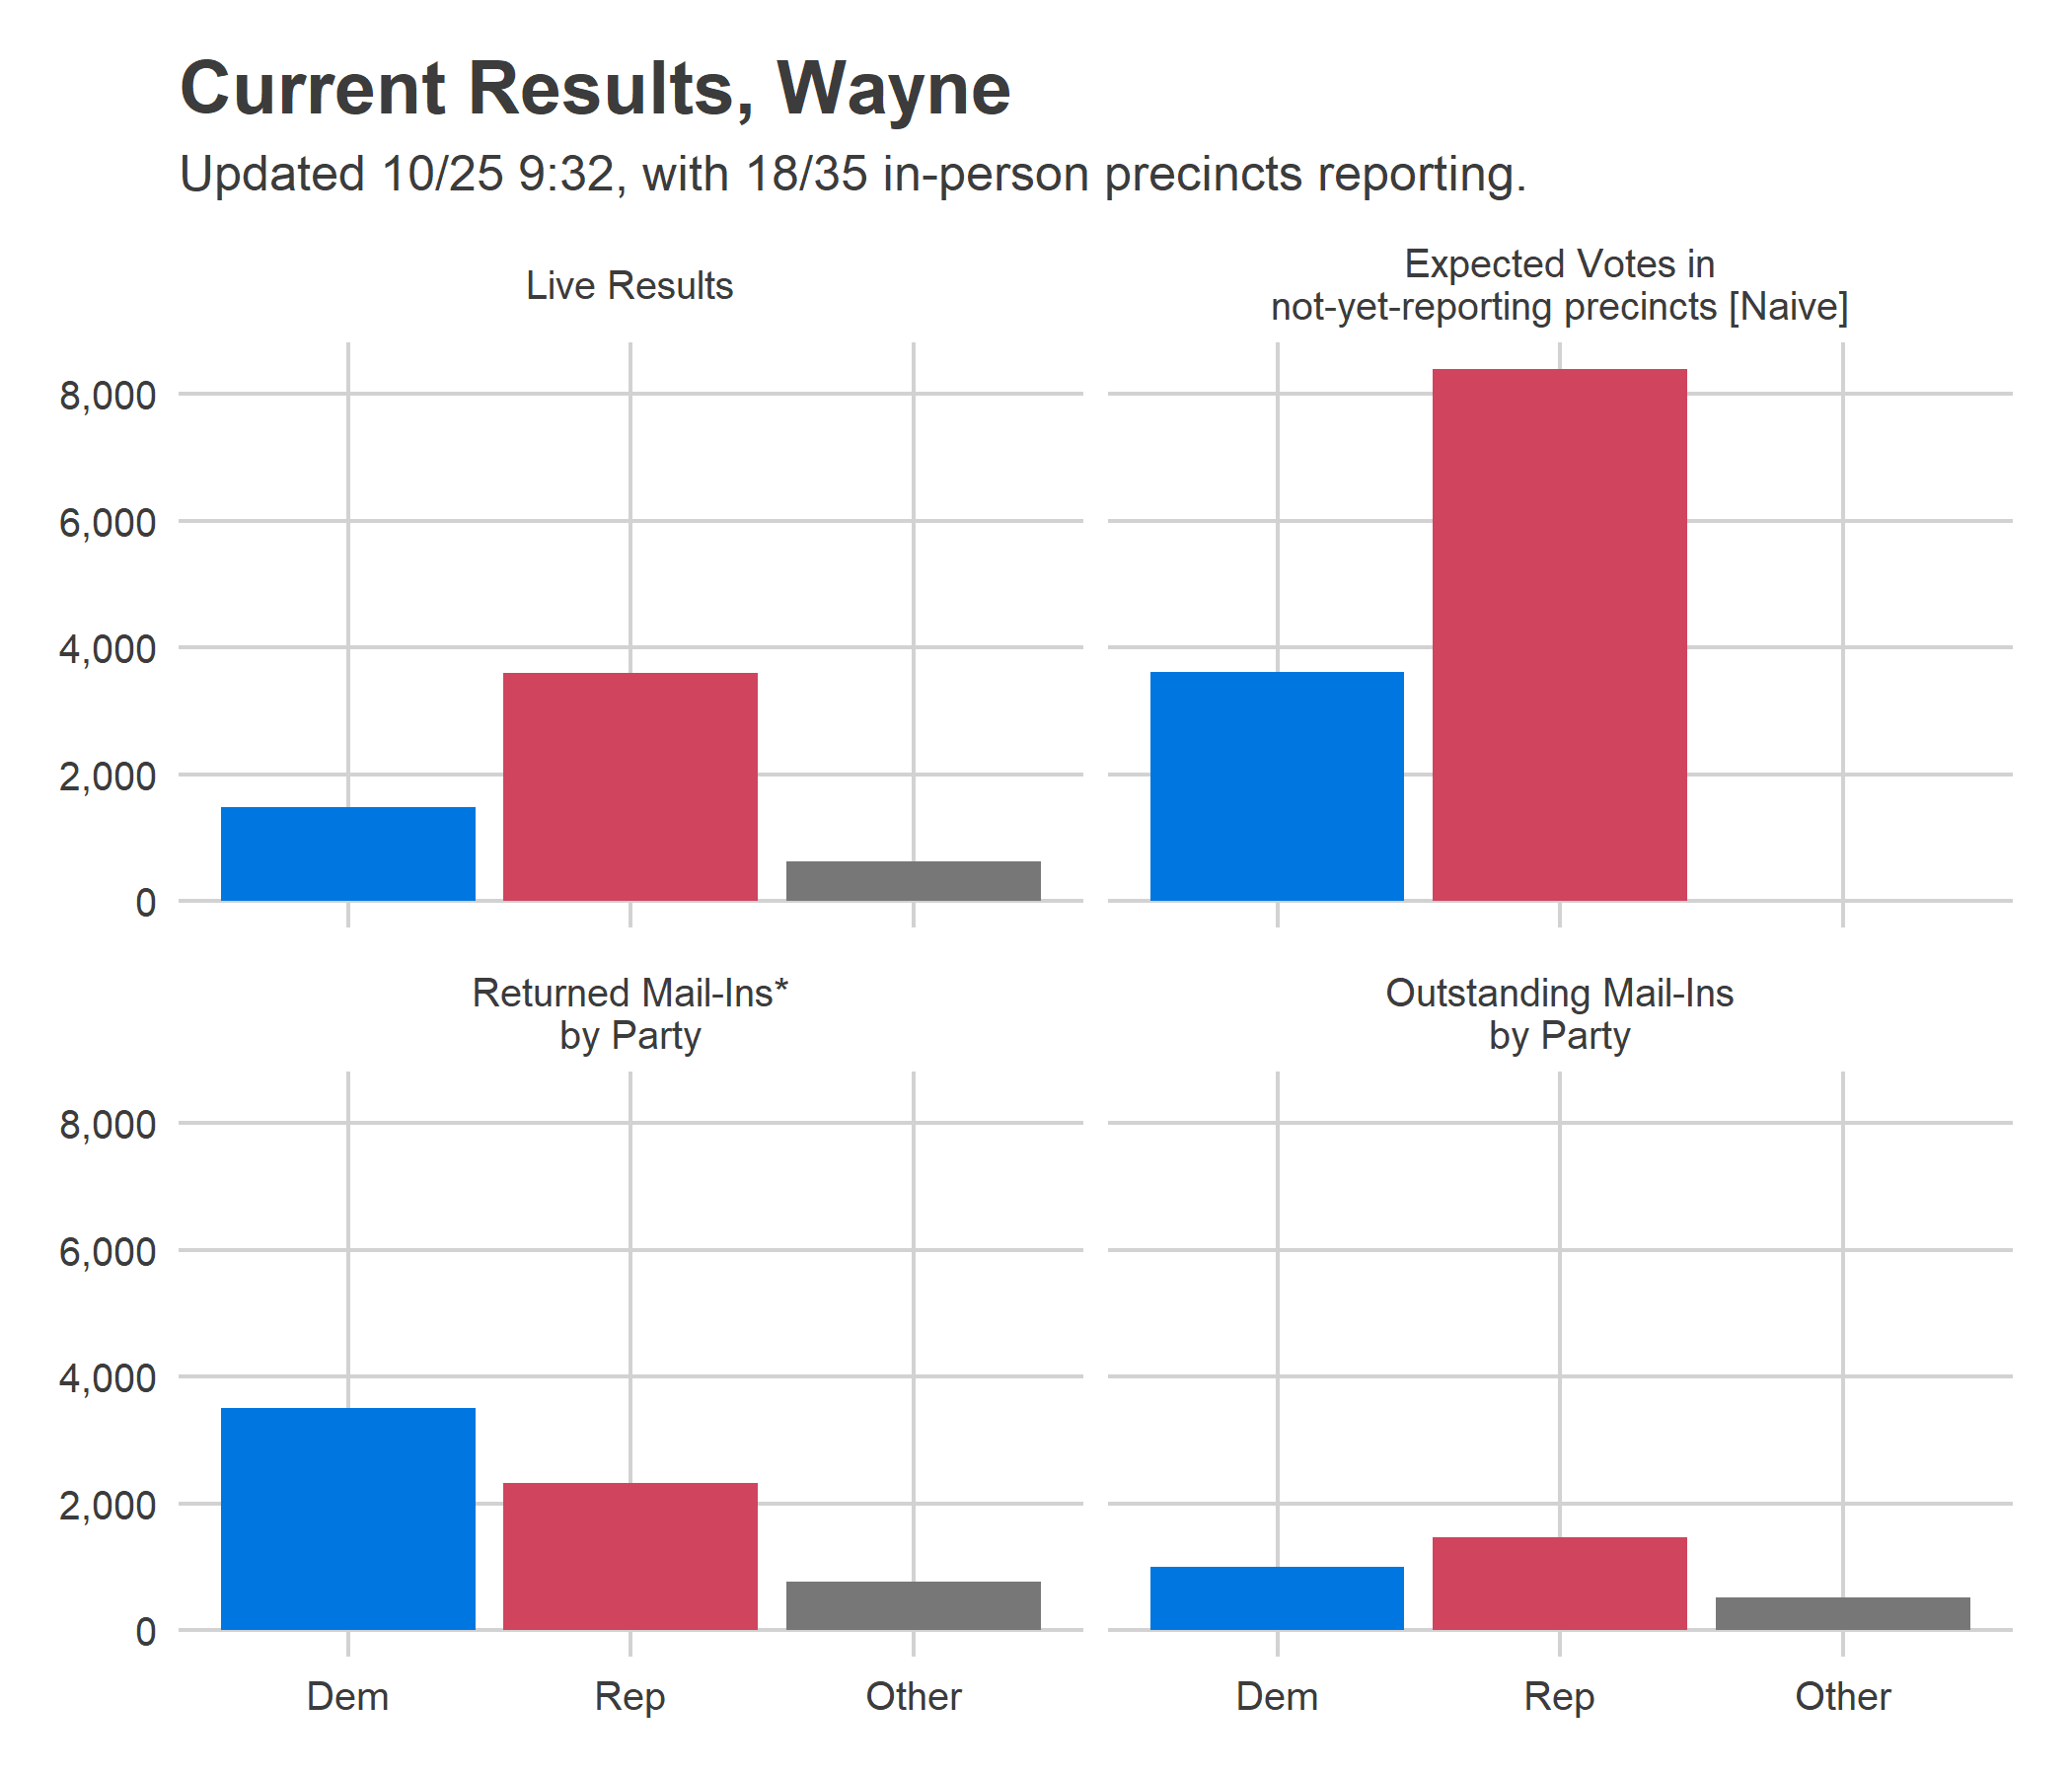 Current Results, Wayne
Updated 10/25 9:32, with 18/35 in-person precincts reporting.
Live Results
8,000
6,000
4,000
2,000
0
Expected Votes in
not-yet-reporting precincts [Naive]
Returned Mail-Ins*
by Party
8,000
6,000
4,000
2,000
0
Dem Rep Other
Outstanding Mail-Ins
by Party
Dem Rep Other